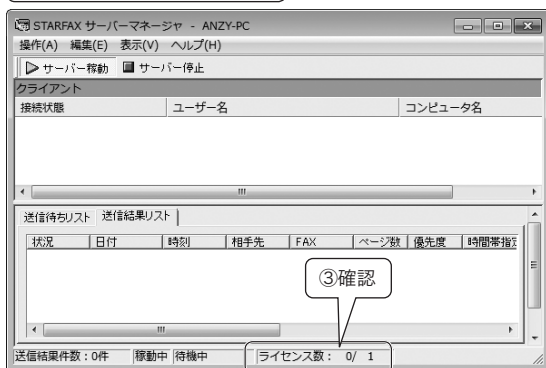 STARFAX サーバーマネージャ - ANZY-PC
操作(A) 編集(E) 表示(V) ヘルプ(H)
サーバー稼動 サーバー停止
クライアント
接続状態 ユーザー名 コンピュータ名
送信待ちリスト 送信結果リスト
状況 日付 時刻 相手先 FAX ページ数 優先度 時間帯指定
③確認
送信結果件数：0件 稼動中 待機中 ライセンス数： 0/ 1